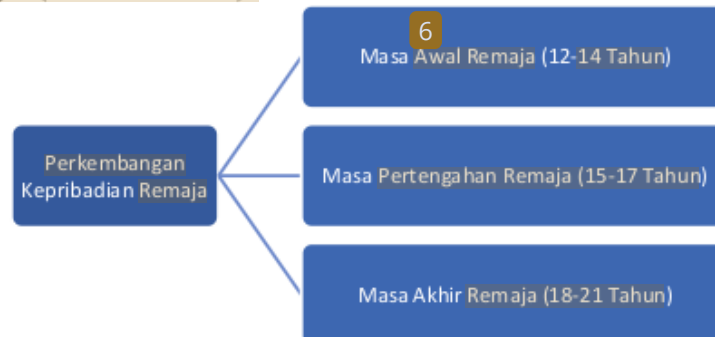 6
Masa Awal Remaja (12-14 Tahun)
Perkembangan
Kepribadian Remaja
Masa Pertengahan Remaja (15-17 Tahun)
Masa Akhir Remaja (18-21 Tahun)